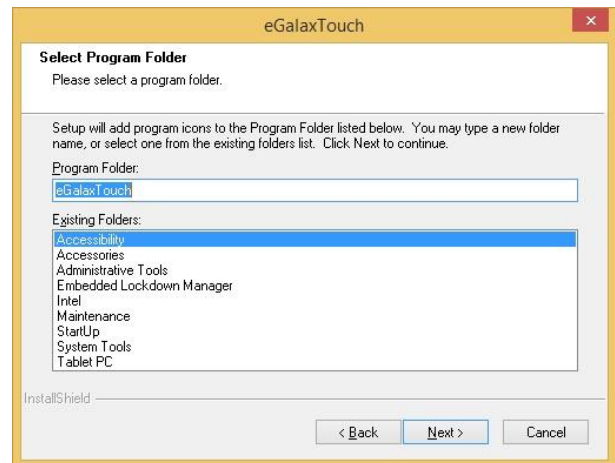 eGalaxTouch
Select Program Folder
Please select a program folder.
Setup will add program icons to the Program Folder listed below. You may type a new folder
name, or select one from the existing folders list. Click Next to continue.
Program Folder:
eGalaxTouch
Existing Folders:
Accessibility
Accessories
Administrative Tools
Embedded Lockdown Manager
Intel
Maintenance
StartUp
System Tools
Tablet PC
InstallShield
< Back
Next >
Cancel